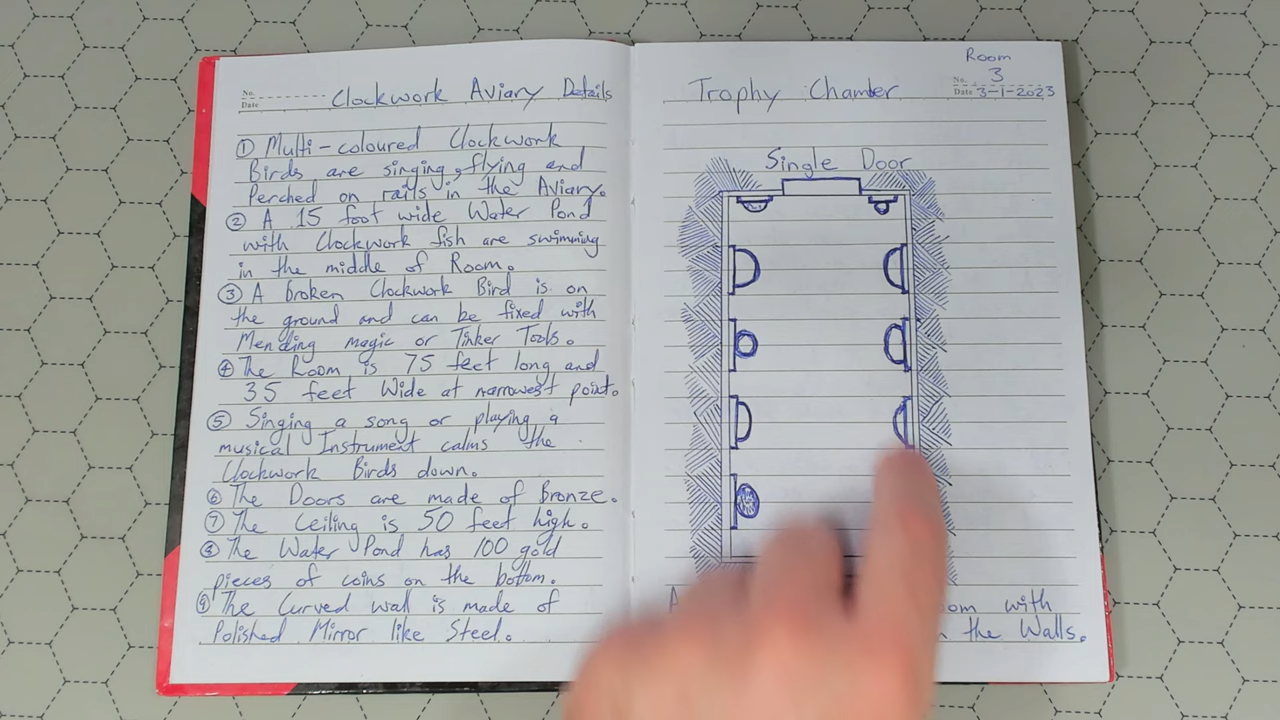 No.
Date
Clockwork Aviary Details
① Multi-coloured Clockwork
Birds are singing, flying and
Perched on rails in the Aviary.
② A 15 foot wide Water Pond
with Clockwork fish are swimming
in the middle of Room.
③ A broken Clockwork Bird is on
the ground and can be fixed with
Mending magic or Tinker Tools.
④ The Room is 75 feet long and
35 feet Wide at narrowest point.
⑤ Singing a song or playing a
musical Instrument calms the
Clockwork Birds down.
⑥ The Doors are made of Bronze.
⑦ The Ceiling is 50 feet high.
⑧ The Water Pond has 100 gold
pieces of coins on the bottom.
⑨ The Curved wall is made of
Polished Mirror like Steel.
Room
No. 3
Date 3-1-2023
Trophy Chamber
Single Door
with
the Walls.